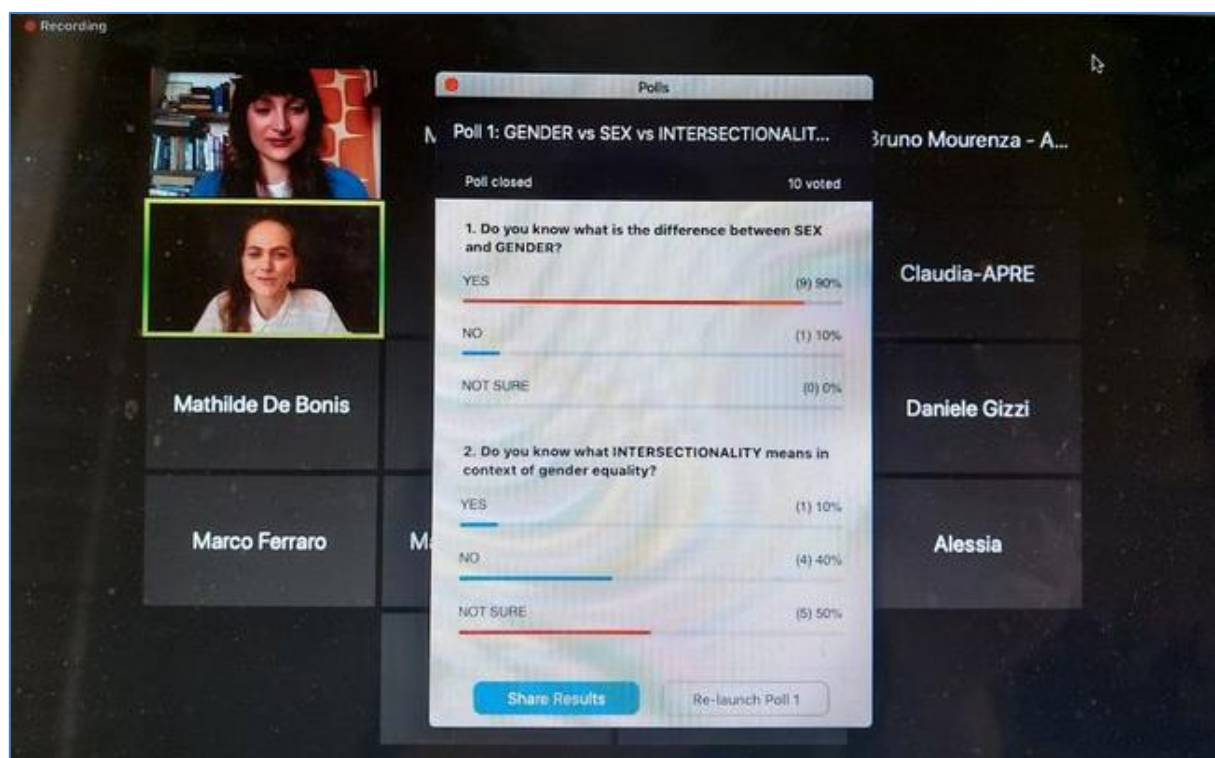 Recording
Polls
Poll 1: GENDER vs SEX vs INTERSECTIONALIT...
Bruno Mourenza - A...
Poll closed
10 voted
1. Do you know what is the difference between SEX
and GENDER?
YES
(9) 90%
NO
(1) 10%
NOT SURE
(0) 0%
Claudia-APRE
Mathilde De Bonis
Daniele Gizzi
2. Do you know what INTERSECTIONALITY means in
context of gender equality?
YES
(1) 10%
NO
(4) 40%
NOT SURE
(5) 50%
Marco Ferraro
Alessia
Share Results
Re-launch Poll 1